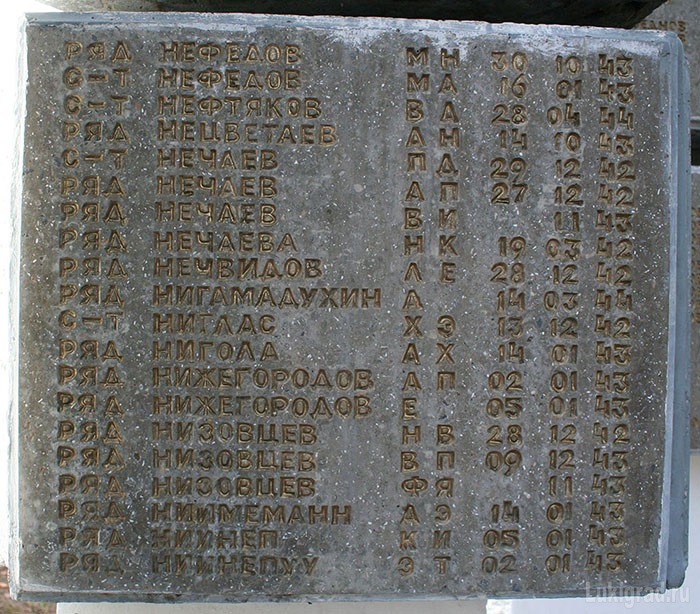 РЯД НЕФЕДОВ М Н 30 10 43
С-Т НЕФЕДОВ М А 16 01 43
С-Т НЕФТЯКОВ В А 28 04 44
РЯД НЕЦВЕТАЕВ А Н 14 10 43
С-Т НЕЧАЕВ П Д 29 12 42
РЯД НЕЧАЕВ А П 27 12 42
РЯД НЕЧАЕВ В И 11 43
РЯД НЕЧАЕВА Н К 19 03 42
РЯД НЕЧВИДОВ Л Е 28 12 42
РЯД НИГАМАДУХИН А 14 03 44
С-Т НИГЛАС Х Э 13 12 42
РЯД НИГОЛА А Х 14 01 43
РЯД НИЖЕГОРОДОВ А П 02 01 43
РЯД НИЖЕГОРОДОВ Е 05 01 43
РЯД НИЗОВЦЕВ Н В 28 12 42
РЯД НИЗОВЦЕВ В П 09 12 43
РЯД НИЗОВЦЕВ Ф Я 11 43
РЯД НИИМЕМАНН А Э 14 01 43
РЯД НИИНЕП К И 05 01 43
РЯД НИИНЕПУУ Э Т 02 01 43
Lukigrad.ru